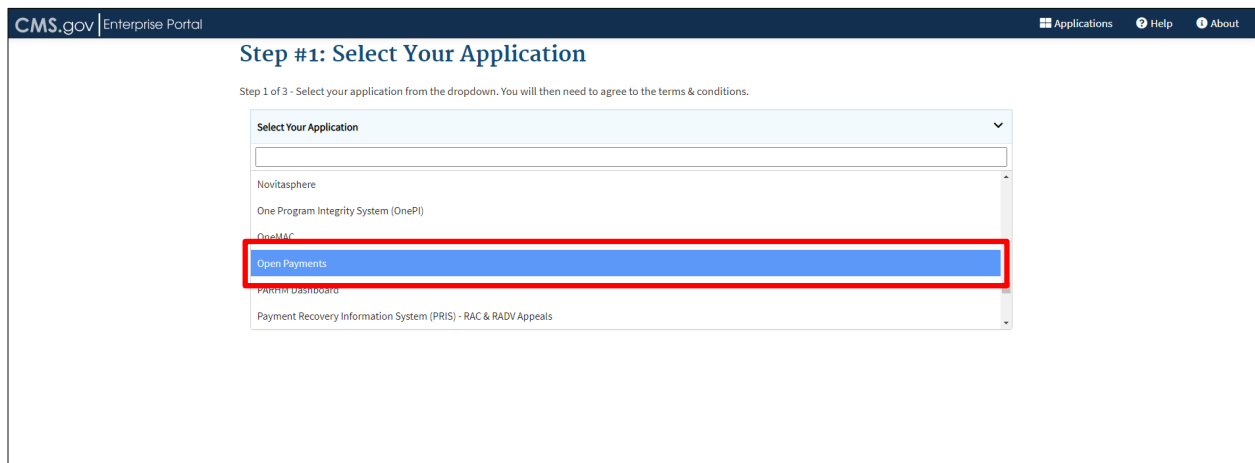 CMS.gov Enterprise Portal Applications Help About
Step #1: Select Your Application
Step 1 of 3 - Select your application from the dropdown. You will then need to agree to the terms & conditions.
Select Your Application
Novitasphere
One Program Integrity System (OnePI)
OneMAC
Open Payments
PARHM Dashboard
Payment Recovery Information System (PRIS) - RAC & RADV Appeals